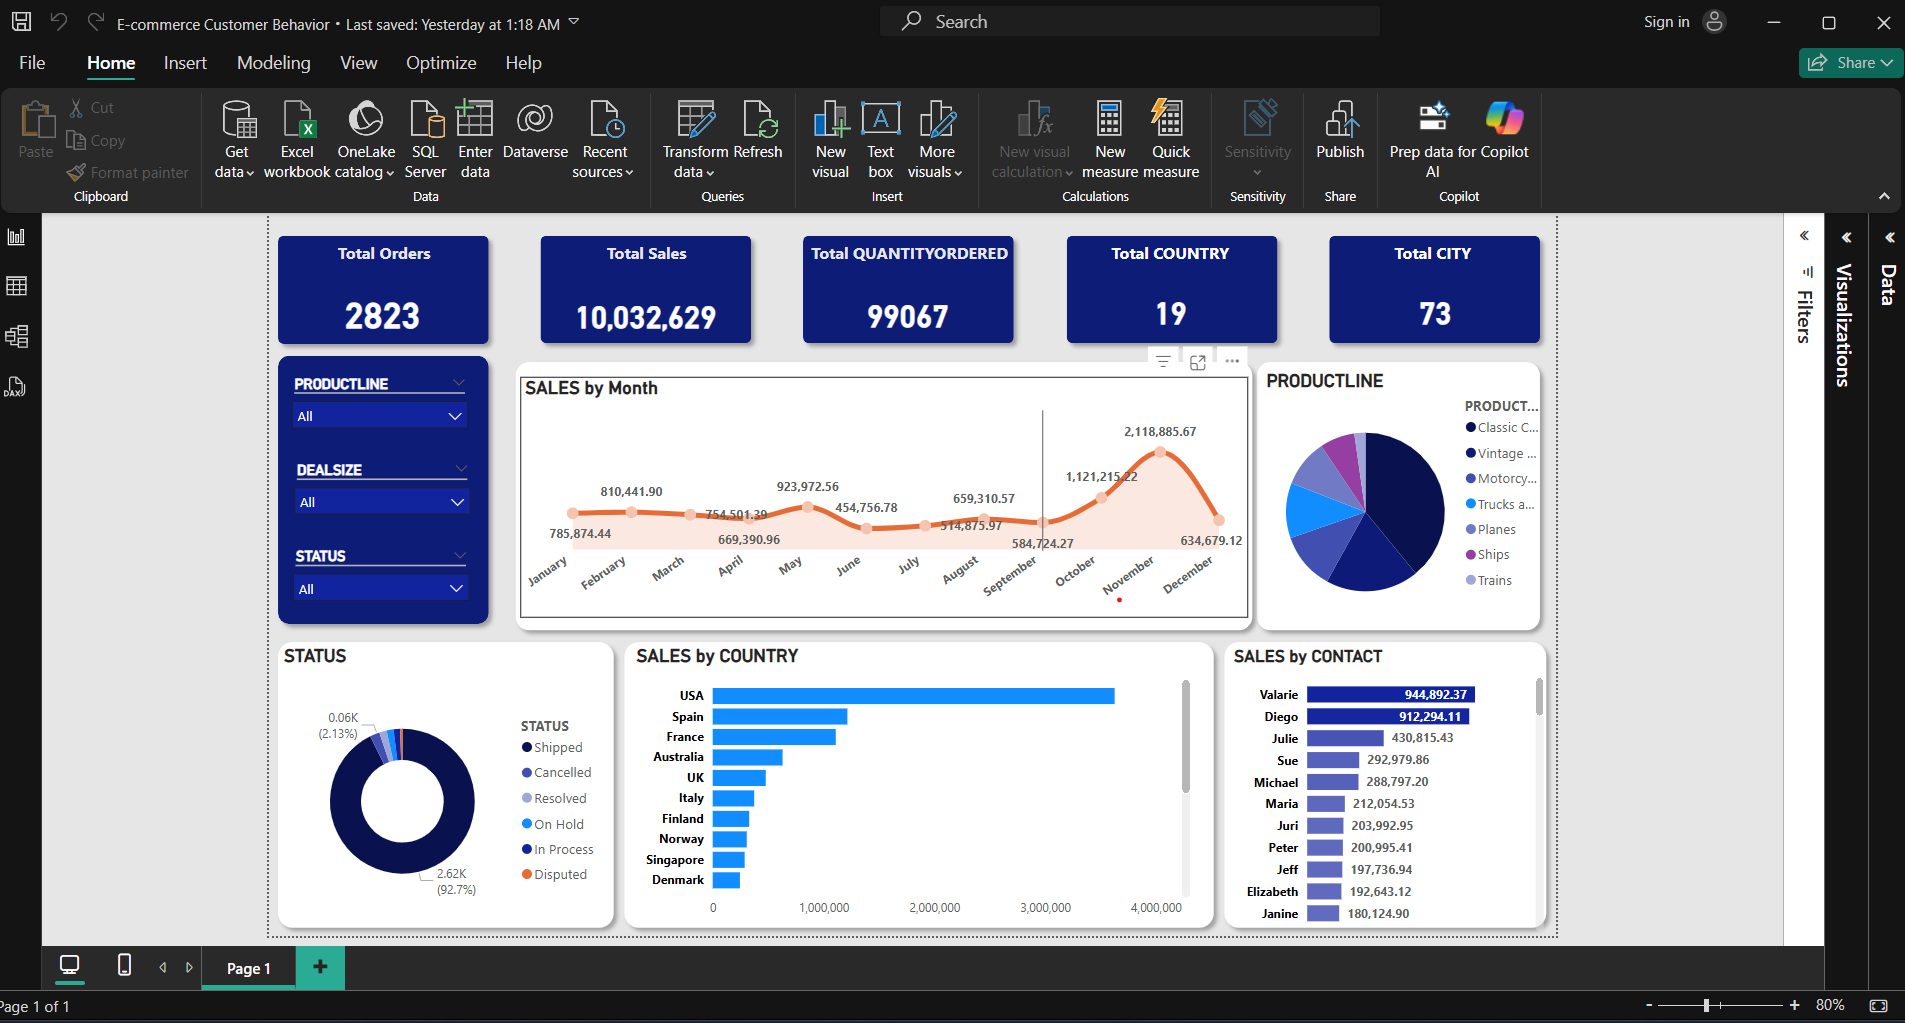 E-commerce Customer Behavior • Last saved: Yesterday at 1:18 AM
Search
Sign in
File Home Insert Modeling View Optimize Help
Share
Paste
Cut
Copy
Format painter
Clipboard
Get data
Excel workbook
OneLake catalog
SQL Server
Enter data
Dataverse
Recent sources
Data
Transform data
Refresh
Queries
New visual
Text box
More visuals
Insert
New visual calculation
New measure
Quick measure
Calculations
Sensitivity
Sensitivity
Publish
Share
Prep data for AI
Copilot
Copilot
DAX
Total Orders
2823
Total Sales
10,032,629
Total QUANTITYORDERED
99067
Total COUNTRY
19
Total CITY
73
Filters
Visualizations
Data
PRODUCTLINE
All
DEALSIZE
All
STATUS
All
SALES by Month
785,874.44
810,441.90
754,501.39
669,390.96
923,972.56
454,756.78
514,875.97
659,310.57
584,724.27
1,121,215.22
2,118,885.67
634,679.12
January
February
March
April
May
June
July
August
September
October
November
December
PRODUCTLINE
PRODUCT...
Classic C...
Vintage ...
Motorcy...
Trucks a...
Planes
Ships
Trains
STATUS
0.06K
(2.13%)
2.62K
(92.7%)
STATUS
Shipped
Cancelled
Resolved
On Hold
In Process
Disputed
SALES by COUNTRY
USA
Spain
France
Australia
UK
Italy
Finland
Norway
Singapore
Denmark
0 1,000,000 2,000,000 3,000,000 4,000,000
SALES by CONTACT
Valarie 944,892.37
Diego 912,294.11
Julie 430,815.43
Sue 292,979.86
Michael 288,797.20
Maria 212,054.53
Juri 203,992.95
Peter 200,995.41
Jeff 197,736.94
Elizabeth 192,643.12
Janine 180,124.90
Page 1
Page 1 of 1
80%